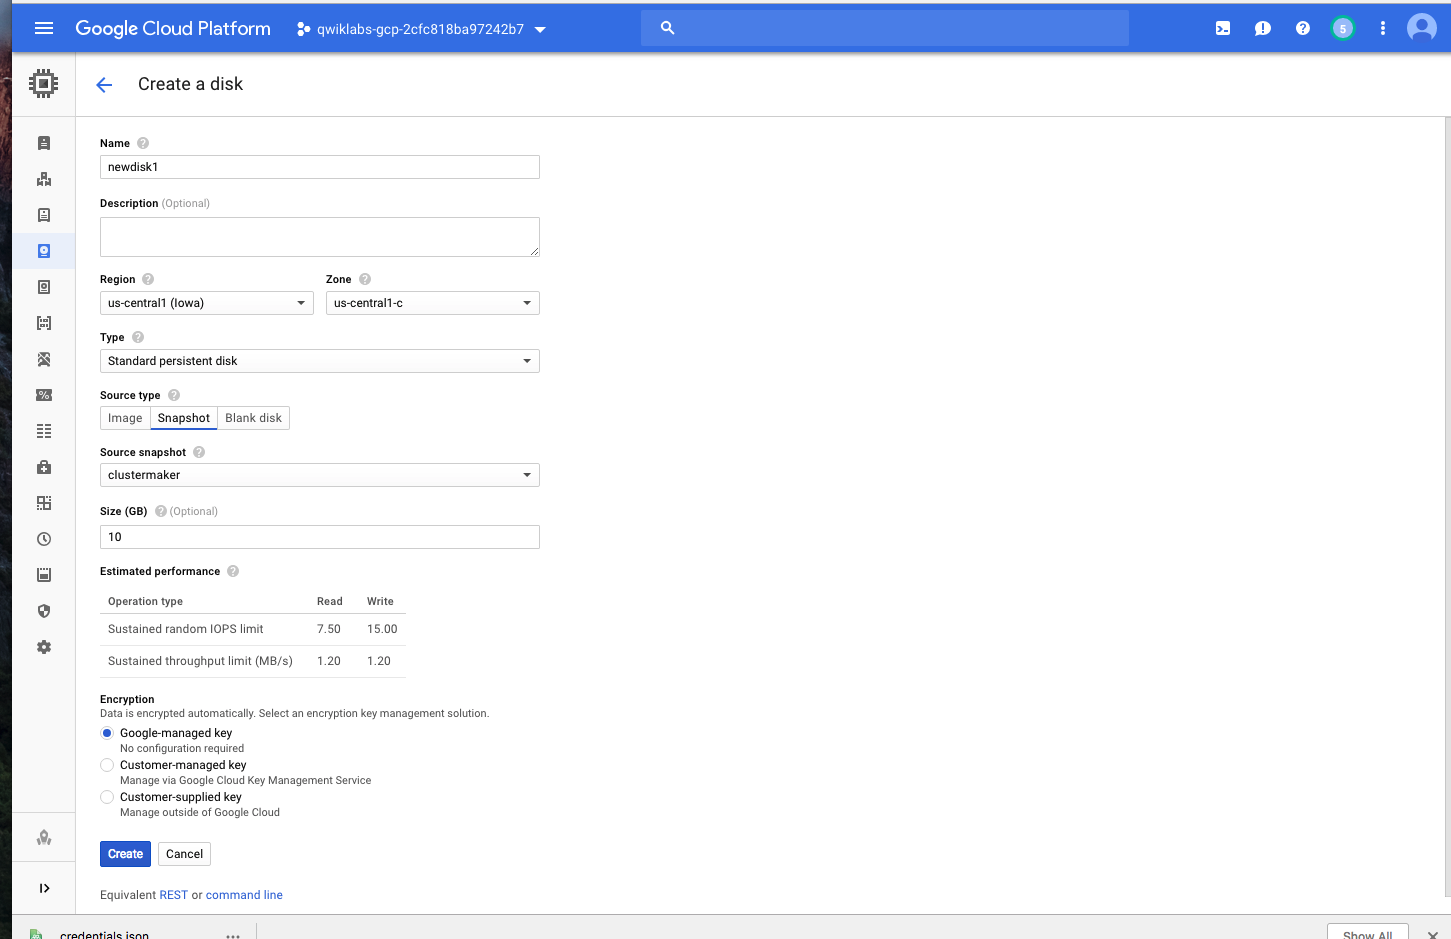 Google Cloud Platform
qwiklabs-gcp-2cfc818ba97242b7
5
Create a disk
Name
newdisk1
Description (Optional)
Region Zone
us-central1 (Iowa) us-central1-c
Type
Standard persistent disk
Source type
Image Snapshot Blank disk
Source snapshot
clustermaker
Size (GB) (Optional)
10
Estimated performance
Operation type Read Write
Sustained random IOPS limit 7.50 15.00
Sustained throughput limit (MB/s) 1.20 1.20
Encryption
Data is encrypted automatically. Select an encryption key management solution.
Google-managed key
No configuration required
Customer-managed key
Manage via Google Cloud Key Management Service
Customer-supplied key
Manage outside of Google Cloud
Create Cancel
Equivalent REST or command line
credentials.json Show All